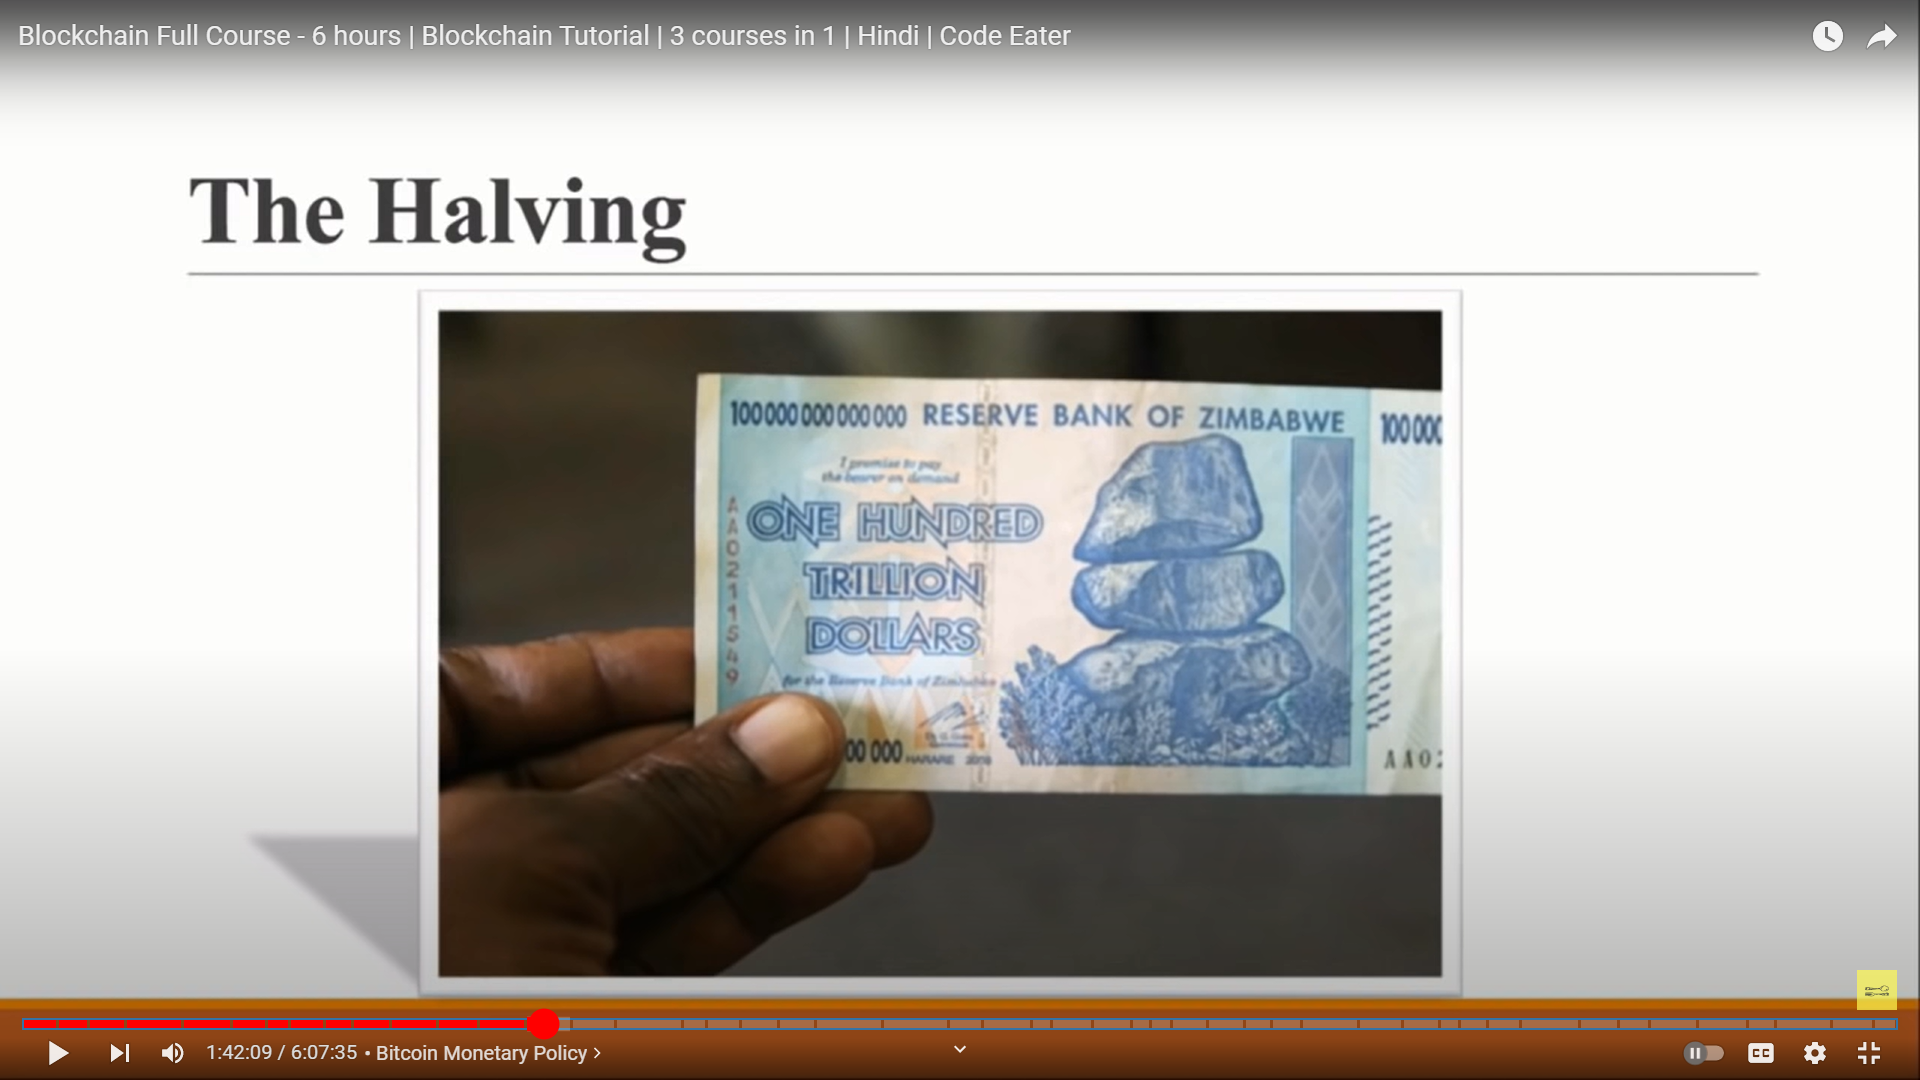 Blockchain Full Course - 6 hours | Blockchain Tutorial | 3 courses in 1 | Hindi | Code Eater
The Halving
100 000 000 000 000 RESERVE BANK OF ZIMBABWE 100 000
I promise to pay
the bearer on demand
ONE HUNDRED
TRILLION
DOLLARS
for the Reserve Bank of Zimbabwe
AA0211549
00 000 HARARE 2008
AA02
1:42:09 / 6:07:35 • Bitcoin Monetary Policy >
CC